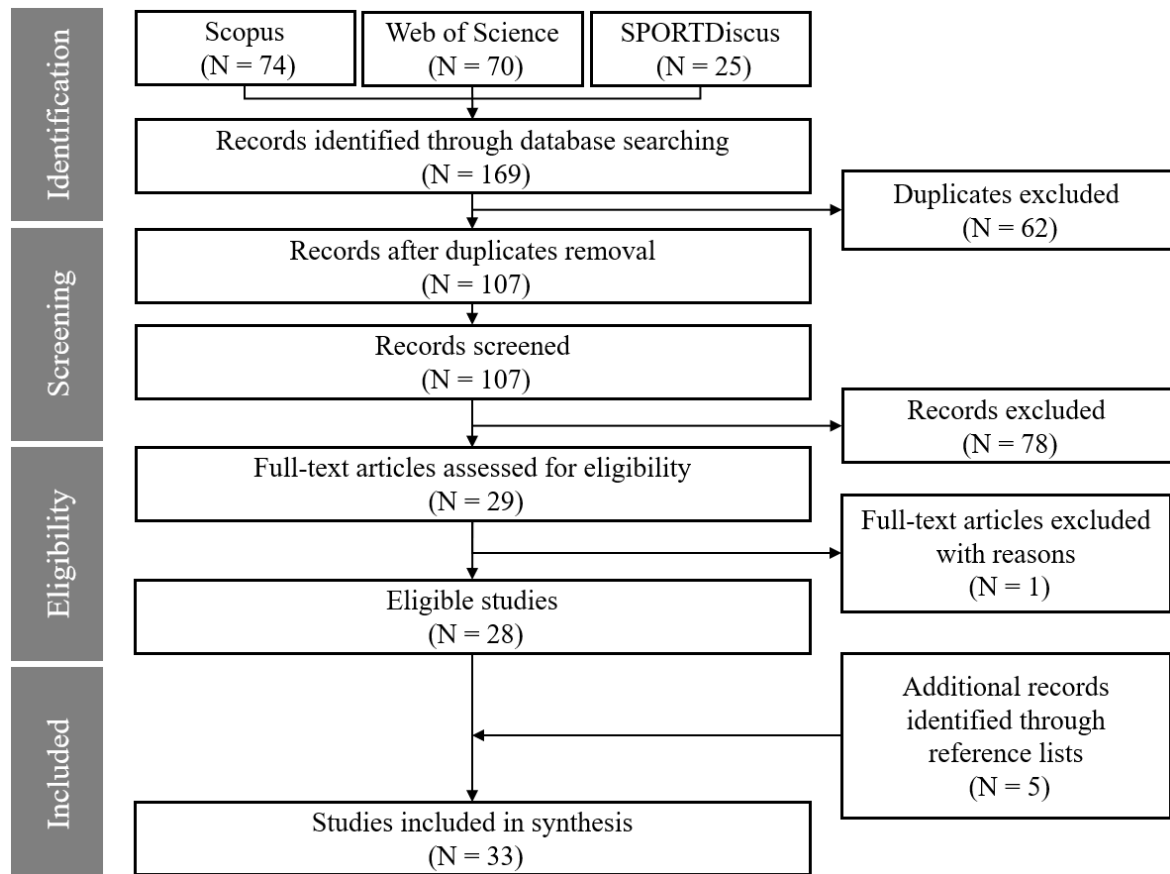 Identification
Scopus
(N = 74)
Web of Science
(N = 70)
SPORTDiscus
(N = 25)
Records identified through database searching
(N = 169)
Duplicates excluded
(N = 62)
Screening
Records after duplicates removal
(N = 107)
Records screened
(N = 107)
Records excluded
(N = 78)
Eligibility
Full-text articles assessed for eligibility
(N = 29)
Full-text articles excluded
with reasons
(N = 1)
Eligible studies
(N = 28)
Included
Additional records
identified through
reference lists
(N = 5)
Studies included in synthesis
(N = 33)